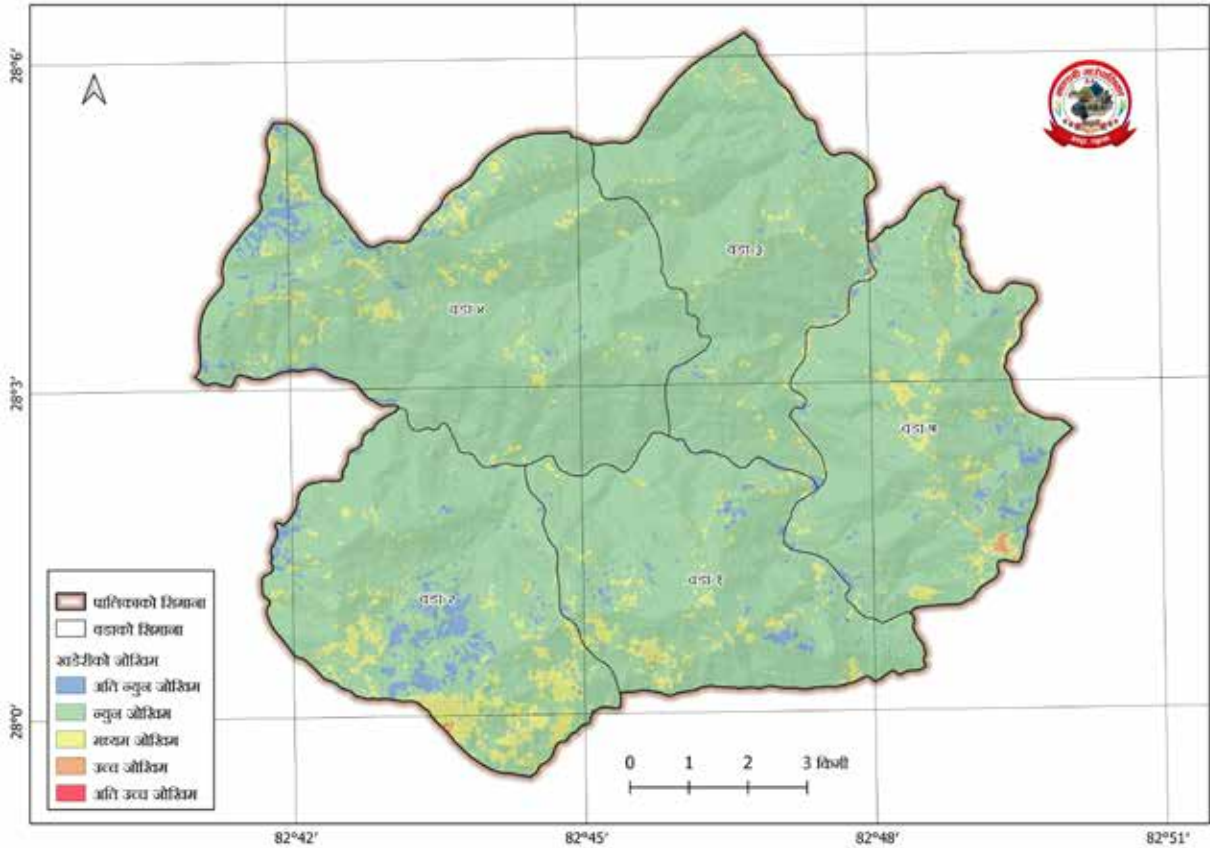 28°6′
28°3′
28°0′
वडा-३
वडा-४
वडा-५
वडा-१
वडा-२
पालिकाको सिमाना
वडाको सिमाना
खडेरीको जोखिम
अति न्युन जोखिम
न्युन जोखिम
मध्यम जोखिम
उच्च जोखिम
अति उच्च जोखिम
0 1 2 3 किमी
82°42′ 82°45′ 82°48′ 82°51′